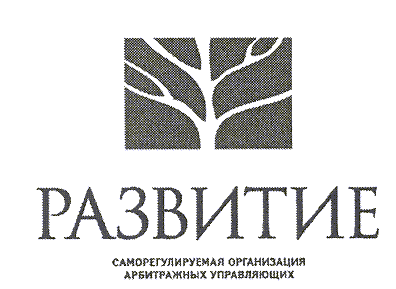 РАЗВИТИЕ
САМОРЕГУЛИРУЕМАЯ ОРГАНИЗАЦИЯ
АРБИТРАЖНЫХ УПРАВЛЯЮЩИХ